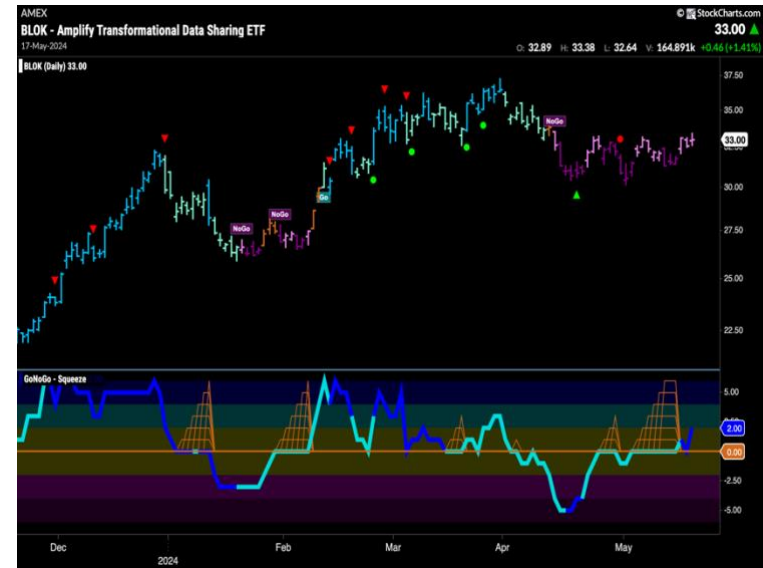 AMEX
© StockCharts.com
BLOK - Amplify Transformational Data Sharing ETF
33.00
17-May-2024
O: 32.89 H: 33.38 L: 32.64 V: 164.891k +0.46 (+1.41%)
BLOK (Daily) 33.00
37.50
35.00
NoGo
33.00
30.00
Go
NoGo
NoGo
27.50
25.00
22.50
GoNoGo - Squeeze
5.00
2.00
0.00
-2.50
-5.00
Dec
Feb
Mar
Apr
May
2024